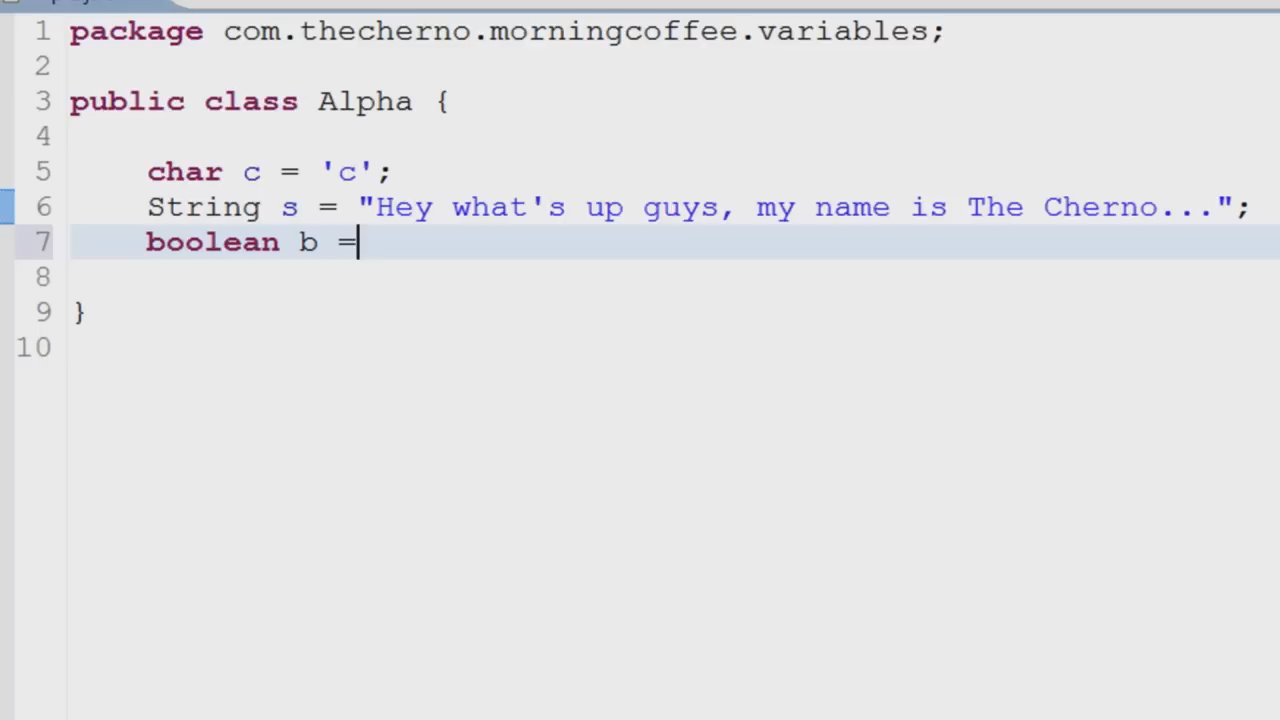 1 package com.thecherno.morningcoffee.variables;
2
3 public class Alpha {
4
5 char c = 'c';
6 String s = "Hey what's up guys, my name is The Cherno...";
7 boolean b =
8
9 }
10